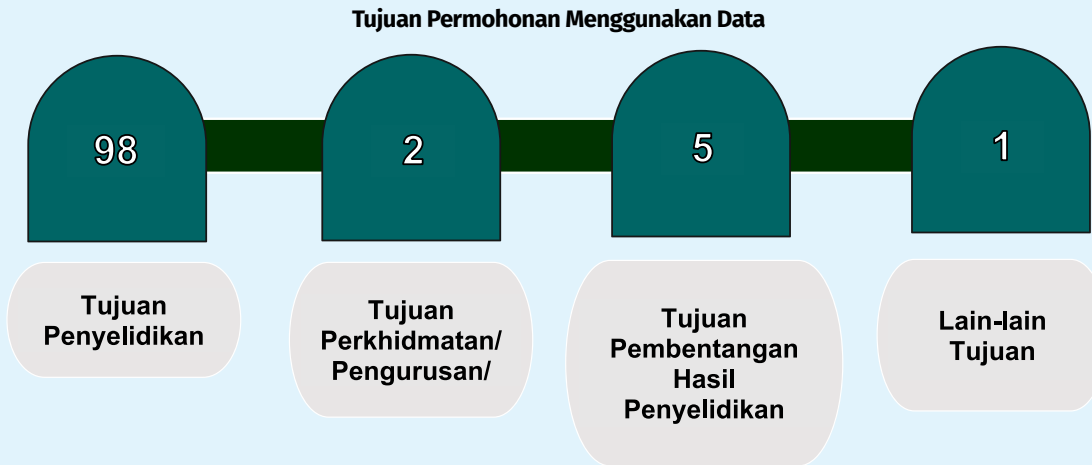 Tujuan Permohonan Menggunakan Data
98
2
5
1
Tujuan
Penyelidikan
Tujuan
Perkhidmatan/
Pengurusan/
Tujuan
Pembentangan
Hasil
Penyelidikan
Lain-lain
Tujuan